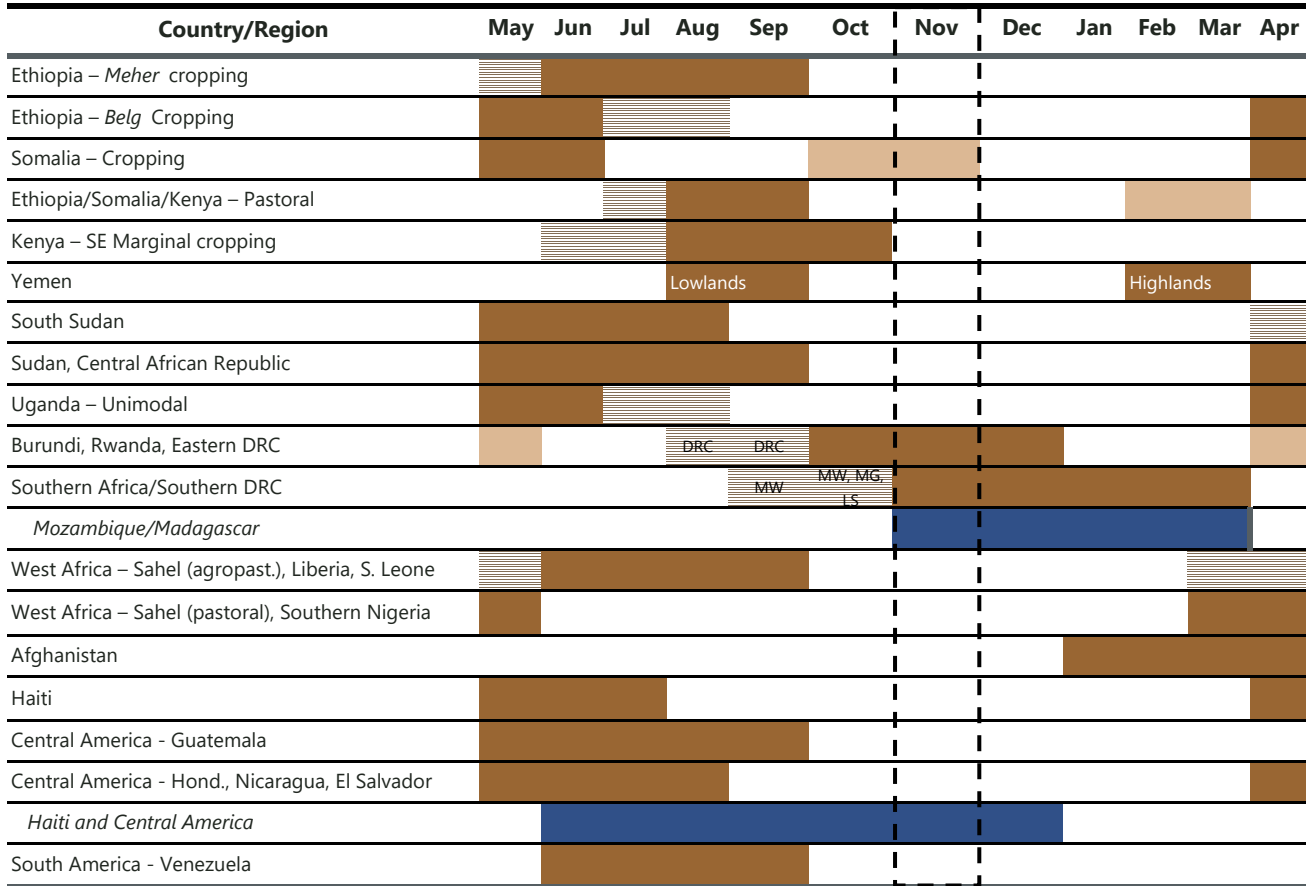 Country/Region May Jun Jul Aug Sep Oct Nov Dec Jan Feb Mar Apr
Ethiopia – Meher cropping
Ethiopia – Belg Cropping
Somalia – Cropping
Ethiopia/Somalia/Kenya – Pastoral
Kenya – SE Marginal cropping
Yemen Lowlands Highlands
South Sudan
Sudan, Central African Republic
Uganda – Unimodal
Burundi, Rwanda, Eastern DRC DRC DRC
Southern Africa/Southern DRC MW MW, MG,
LS
Mozambique/Madagascar
West Africa – Sahel (agropast.), Liberia, S. Leone
West Africa – Sahel (pastoral), Southern Nigeria
Afghanistan
Haiti
Central America - Guatemala
Central America - Hond., Nicaragua, El Salvador
Haiti and Central America
South America - Venezuela